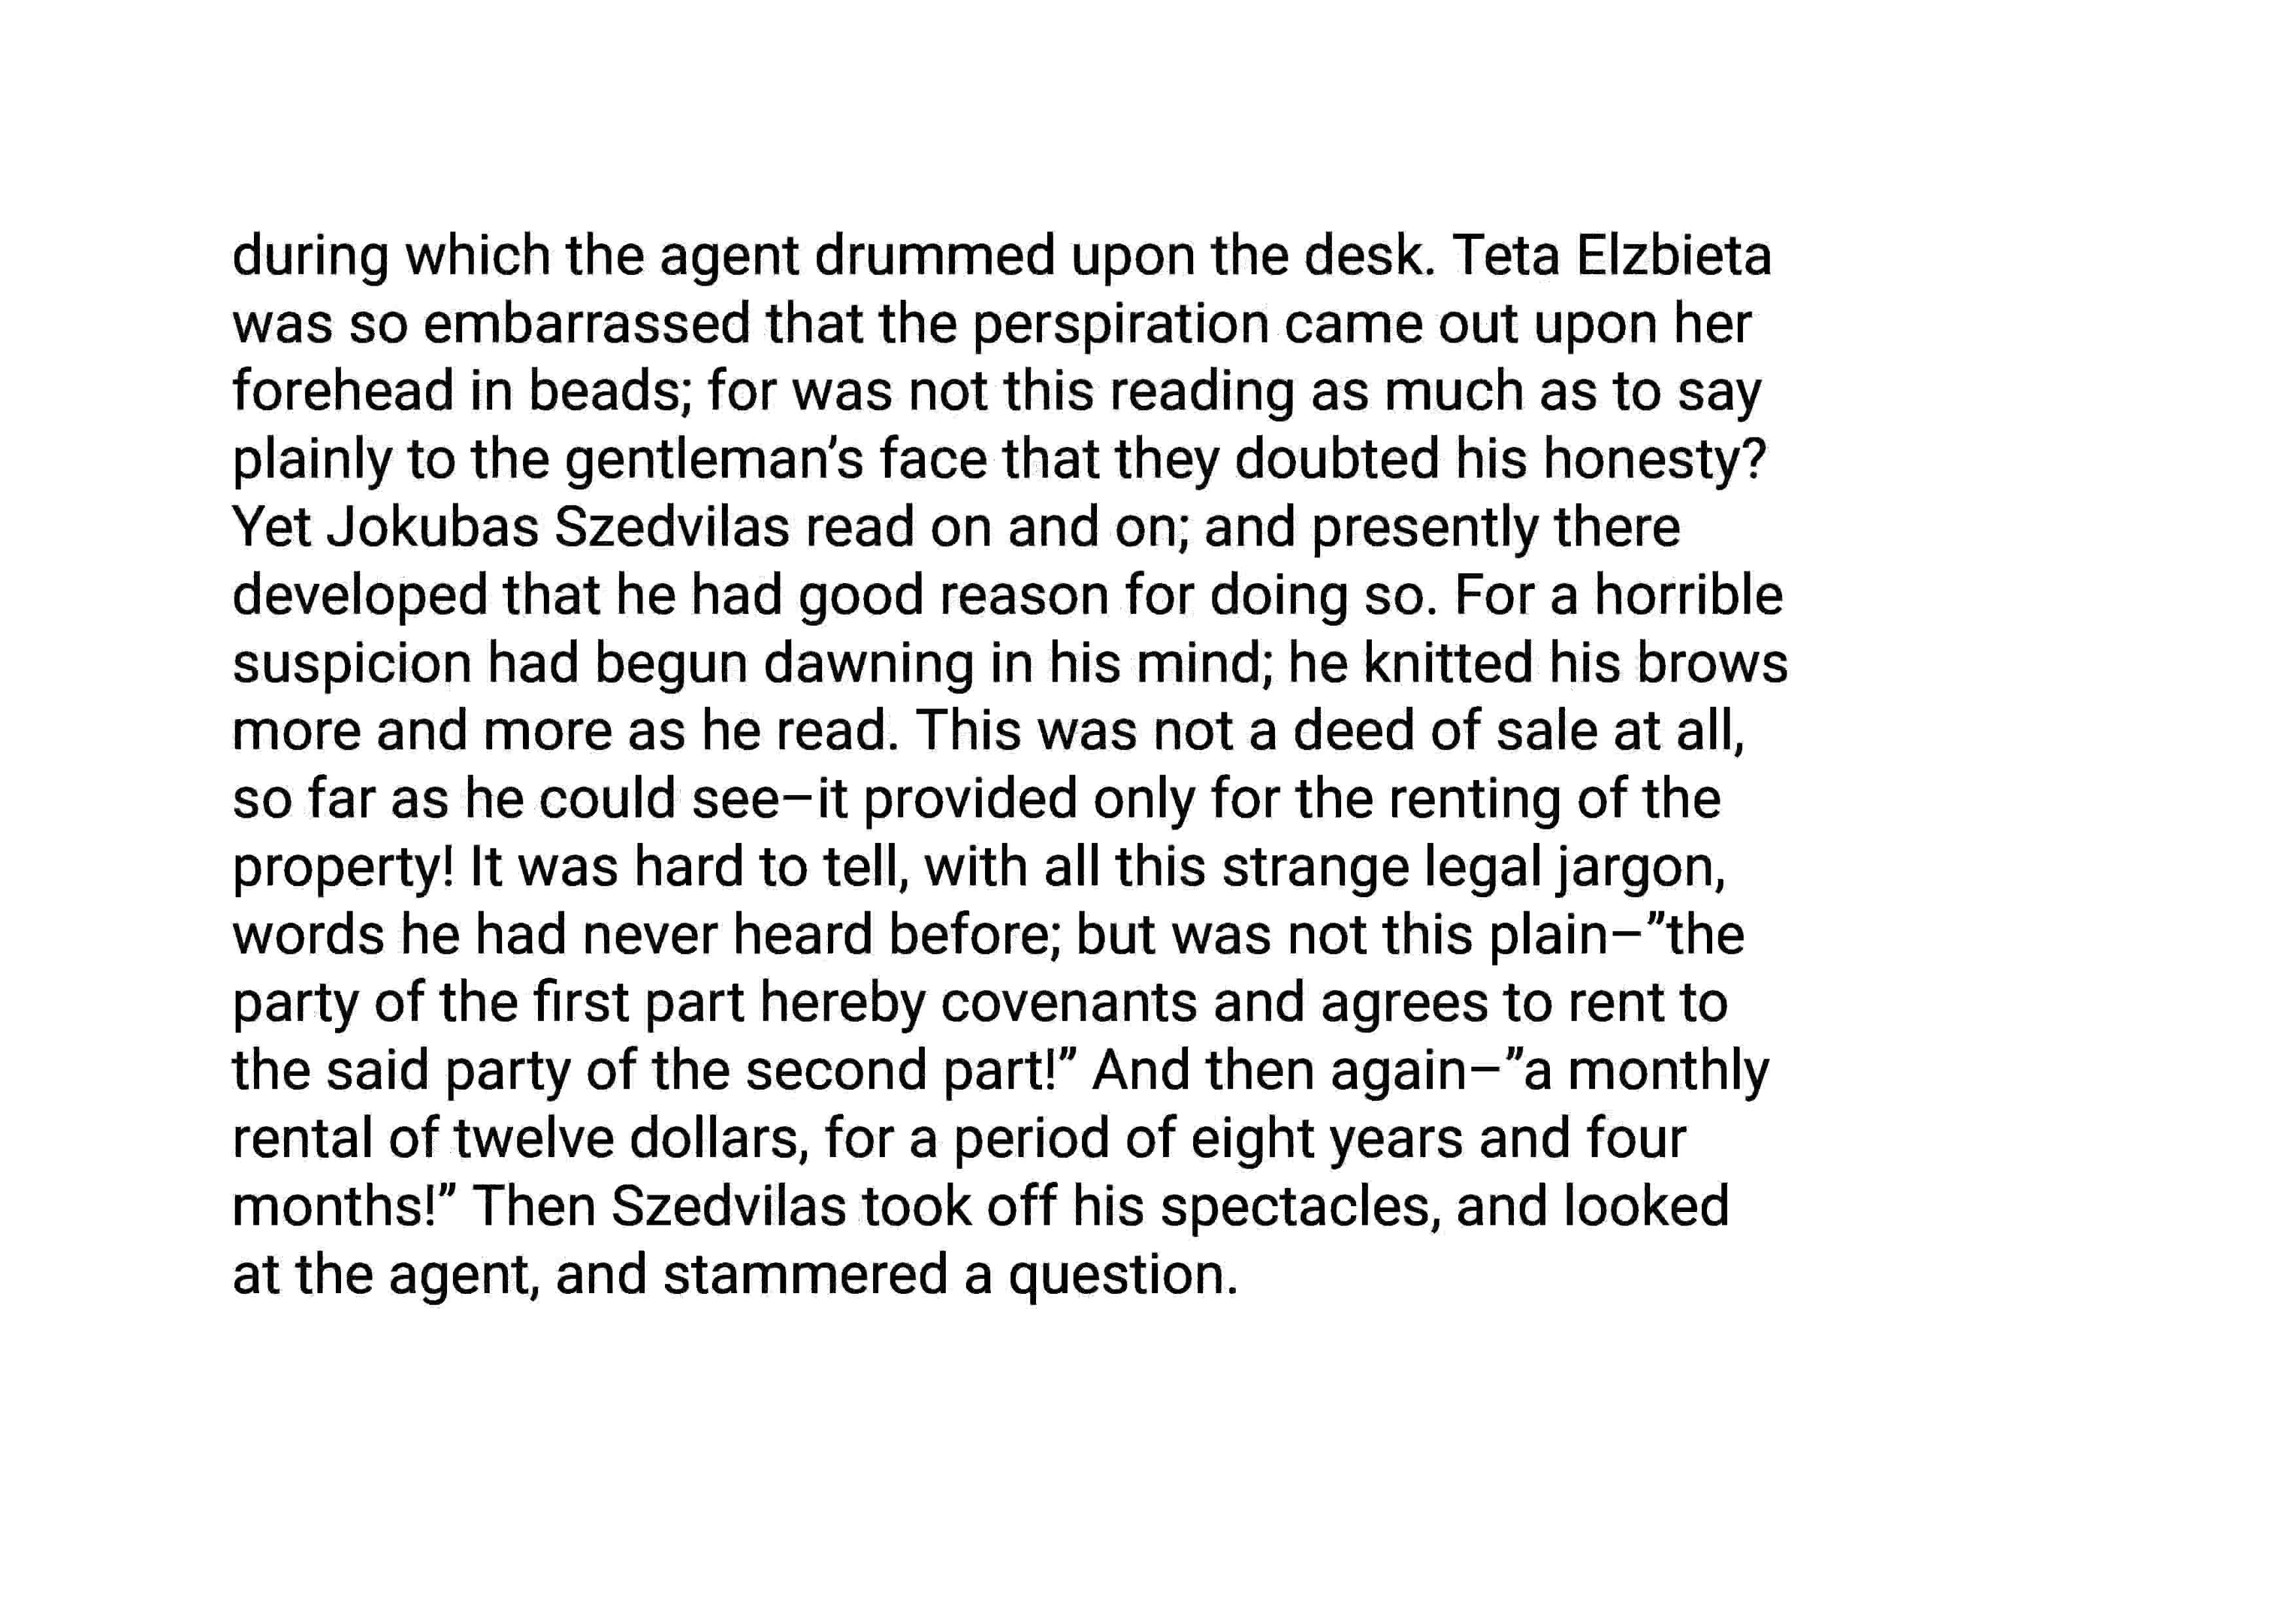 during which the agent drummed upon the desk. Teta Elzbieta
was so embarrassed that the perspiration came out upon her
forehead in beads; for was not this reading as much as to say
plainly to the gentleman’s face that they doubted his honesty?
Yet Jokubas Szedvilas read on and on; and presently there
developed that he had good reason for doing so. For a horrible
suspicion had begun dawning in his mind; he knitted his brows
more and more as he read. This was not a deed of sale at all,
so far as he could see–it provided only for the renting of the
property! It was hard to tell, with all this strange legal jargon,
words he had never heard before; but was not this plain–”the
party of the first part hereby covenants and agrees to rent to
the said party of the second part!” And then again–”a monthly
rental of twelve dollars, for a period of eight years and four
months!” Then Szedvilas took off his spectacles, and looked
at the agent, and stammered a question.